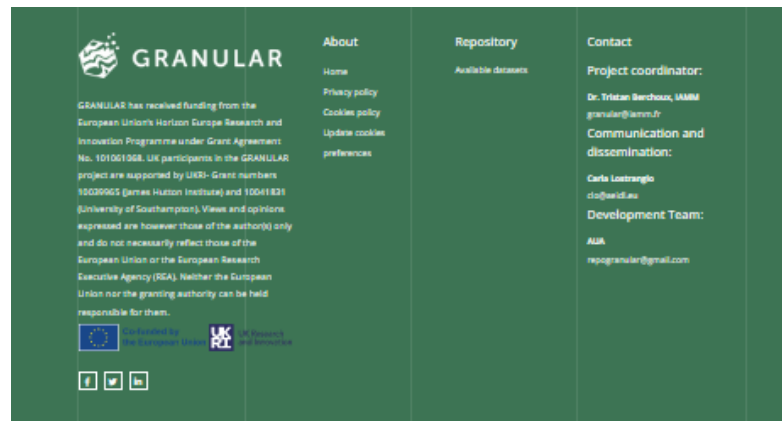 GRANULAR
GRANULAR has received funding from the
European Union's Horizon Europe Research and
Innovation Programme under Grant Agreement
No. 101061068. UK participants in the GRANULAR
project are supported by UKRI- Grant numbers
10039965 (James Hutton Institute) and 10041831
(University of Southampton). Views and opinions
expressed are however those of the author(s) only
and do not necessarily reflect those of the
European Union or the European Research
Executive Agency (REA). Neither the European
Union nor the granting authority can be held
responsible for them.
Co-funded by
the European Union
UK
RI
UK Research
and Innovation
f
in
About
Home
Privacy policy
Cookies policy
Update cookies
preferences
Repository
Available datasets
Contact
Project coordinator:
Dr. Tristan Berchoux, IAMM
granular@iamm.fr
Communication and
dissemination:
Carla Lostrangio
clo@aeidl.eu
Development Team:
AUA
repogranular@gmail.com